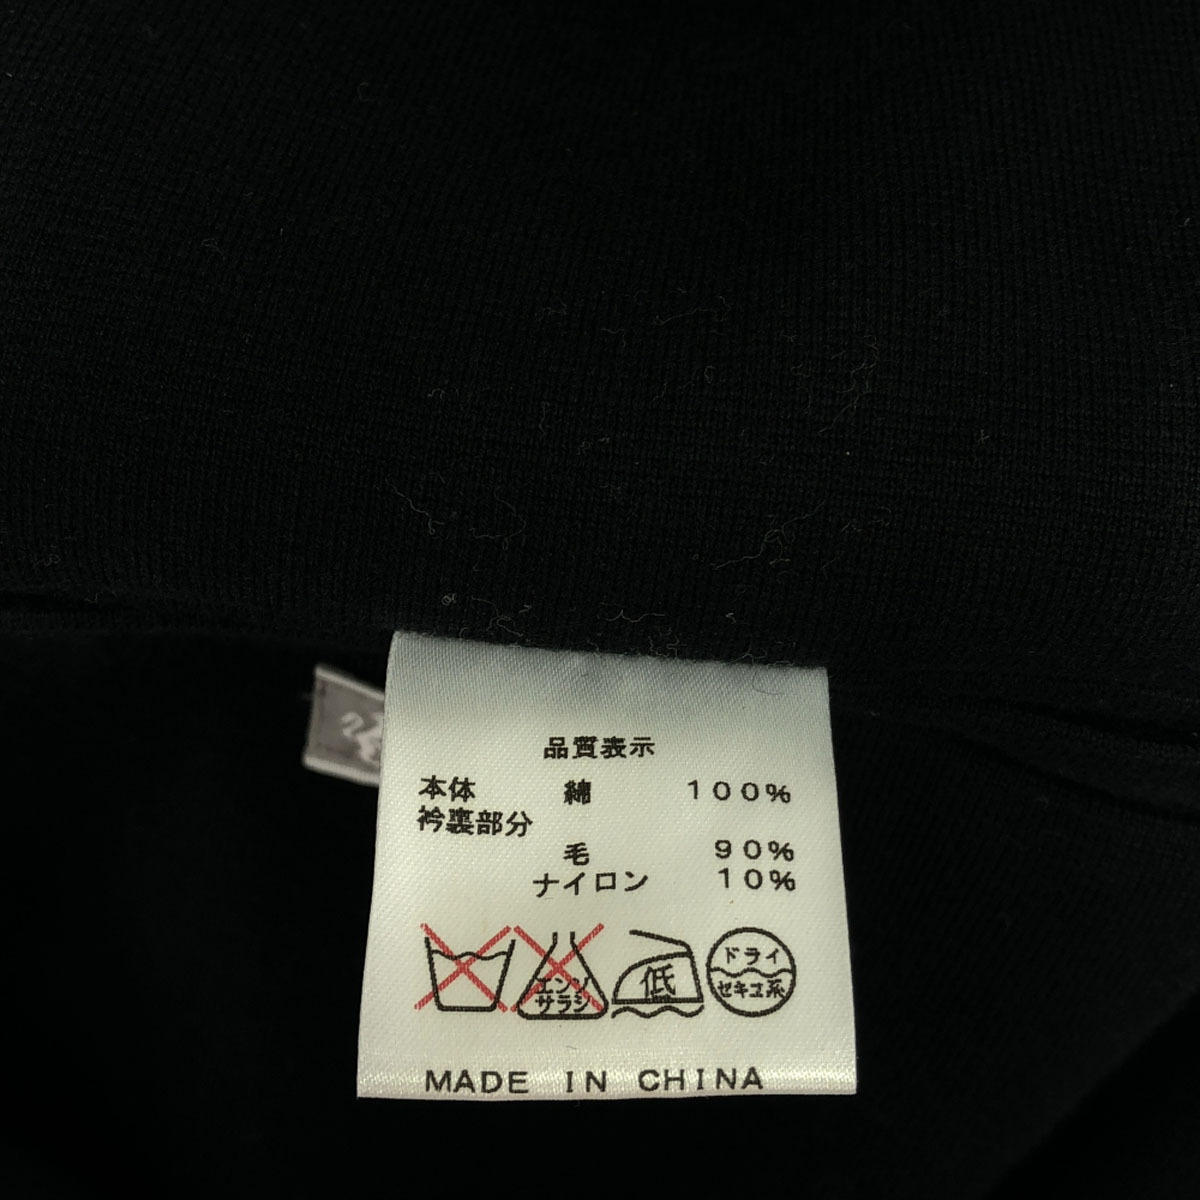 品質表示
本体 綿 100%
衿裏部分
毛 90%
ナイロン 10%
エンソ
サラシ
低
ドライ
セキユ系
MADE IN CHINA